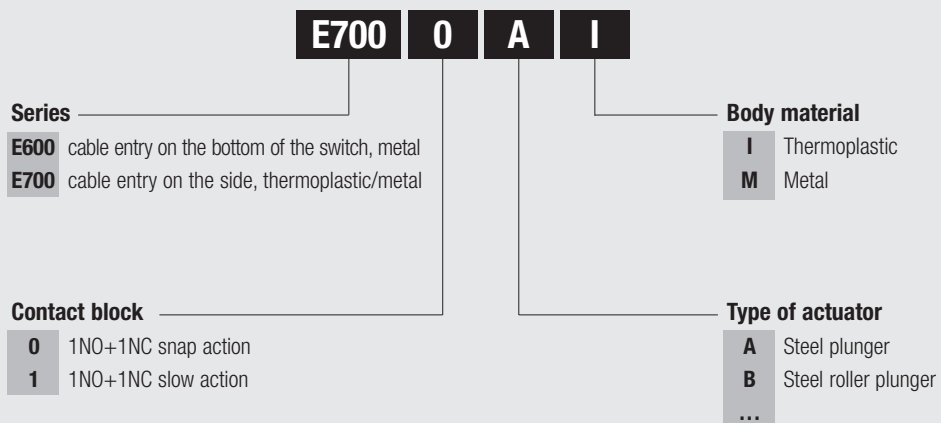 E700 0 A I
Series
E600 cable entry on the bottom of the switch, metal
E700 cable entry on the side, thermoplastic/metal
Body material
I Thermoplastic
M Metal
Contact block
0 1NO+1NC snap action
1 1NO+1NC slow action
Type of actuator
A Steel plunger
B Steel roller plunger
...